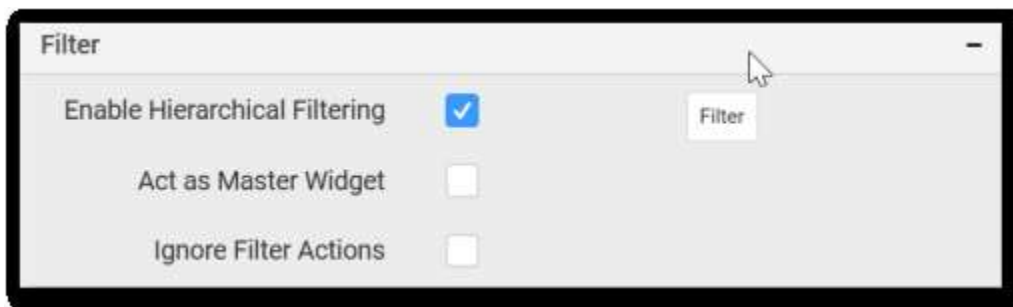 Filter
Enable Hierarchical Filtering
Filter
Act as Master Widget
Ignore Filter Actions